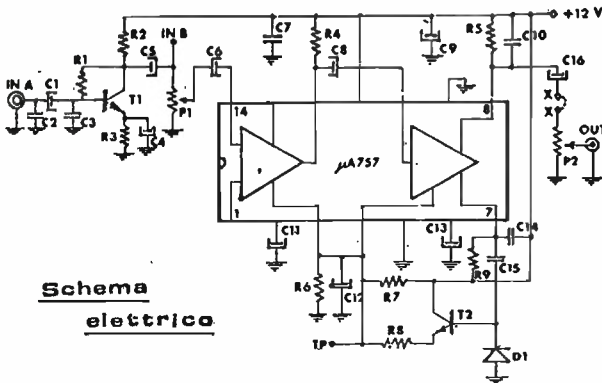 +12 V
R2
C5
IN B
C7
R4
C8
C9
R5
C10
R1
C6
C16
IN A
C1
T1
P1
C2
C3
R3
C4
14
8
X
X
OUT
P2
µA757
1
7
C11
C13
C14
R9
C15
R6
C12
R7
T2
R8
TP
D1
Schema
elettrico